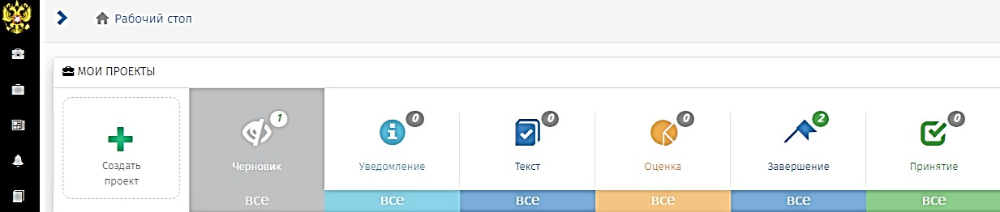 Рабочий стол
МОИ ПРОЕКТЫ
Создать
проект
1
Черновик
все
0
Уведомление
все
0
Текст
все
0
Оценка
все
2
Завершение
все
0
Принятие
все